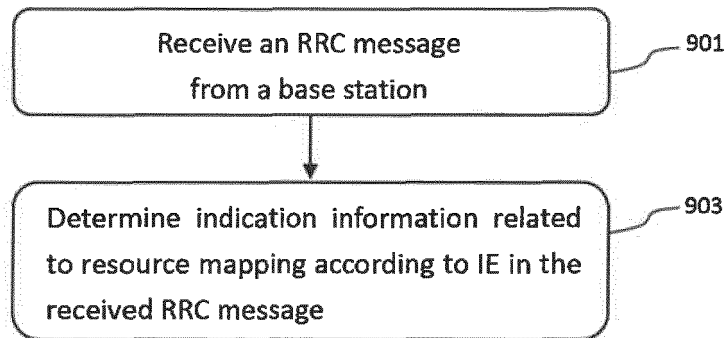 Receive an RRC message
from a base station
901
Determine indication information related
to resource mapping according to IE in the
received RRC message
903